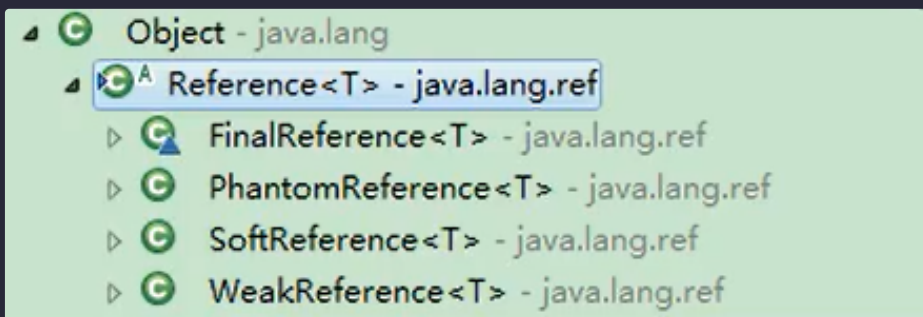 Object - java.lang
Reference<T> - java.lang.ref
FinalReference<T> - java.lang.ref
PhantomReference<T> - java.lang.ref
SoftReference<T> - java.lang.ref
WeakReference<T> - java.lang.ref